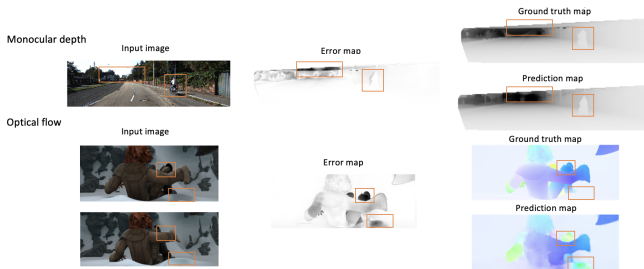 Monocular depth
Input image
Error map
Ground truth map
Prediction map
Optical flow
Input image
Error map
Ground truth map
Prediction map